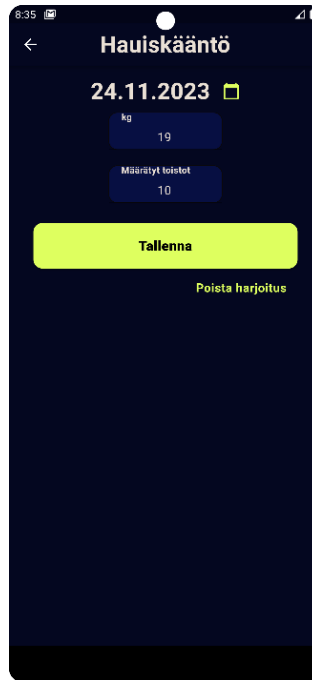 8:35
Hauiskääntö
24.11.2023
kg
19
Määrätyt toistot
10
Tallenna
Poista harjoitus